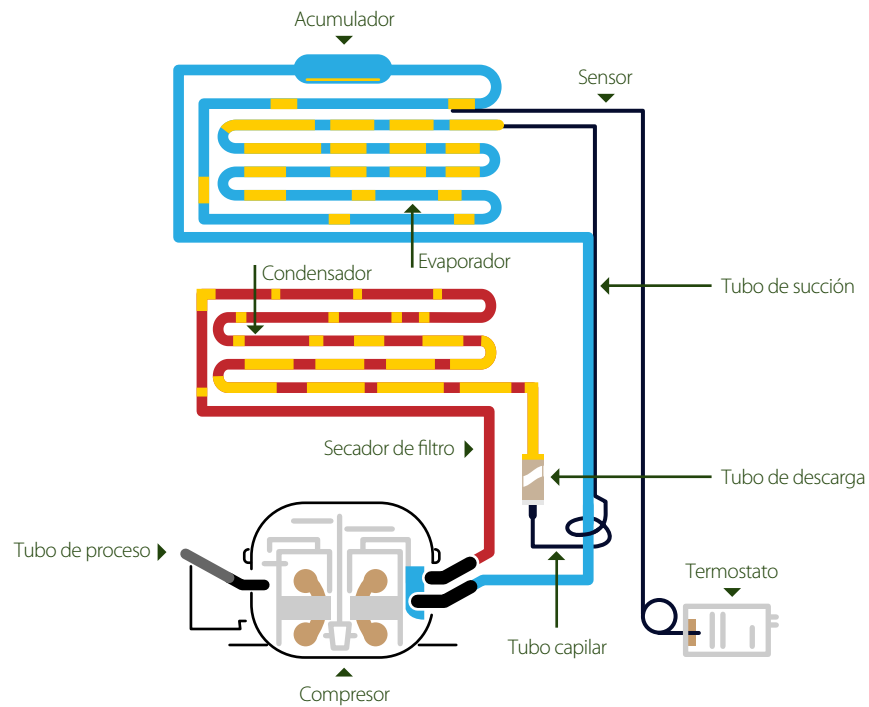 Acumulador
Sensor
Evaporador
Condensador
Tubo de succión
Secador de filtro
Tubo de descarga
Tubo de proceso
Termostato
Tubo capilar
Compresor